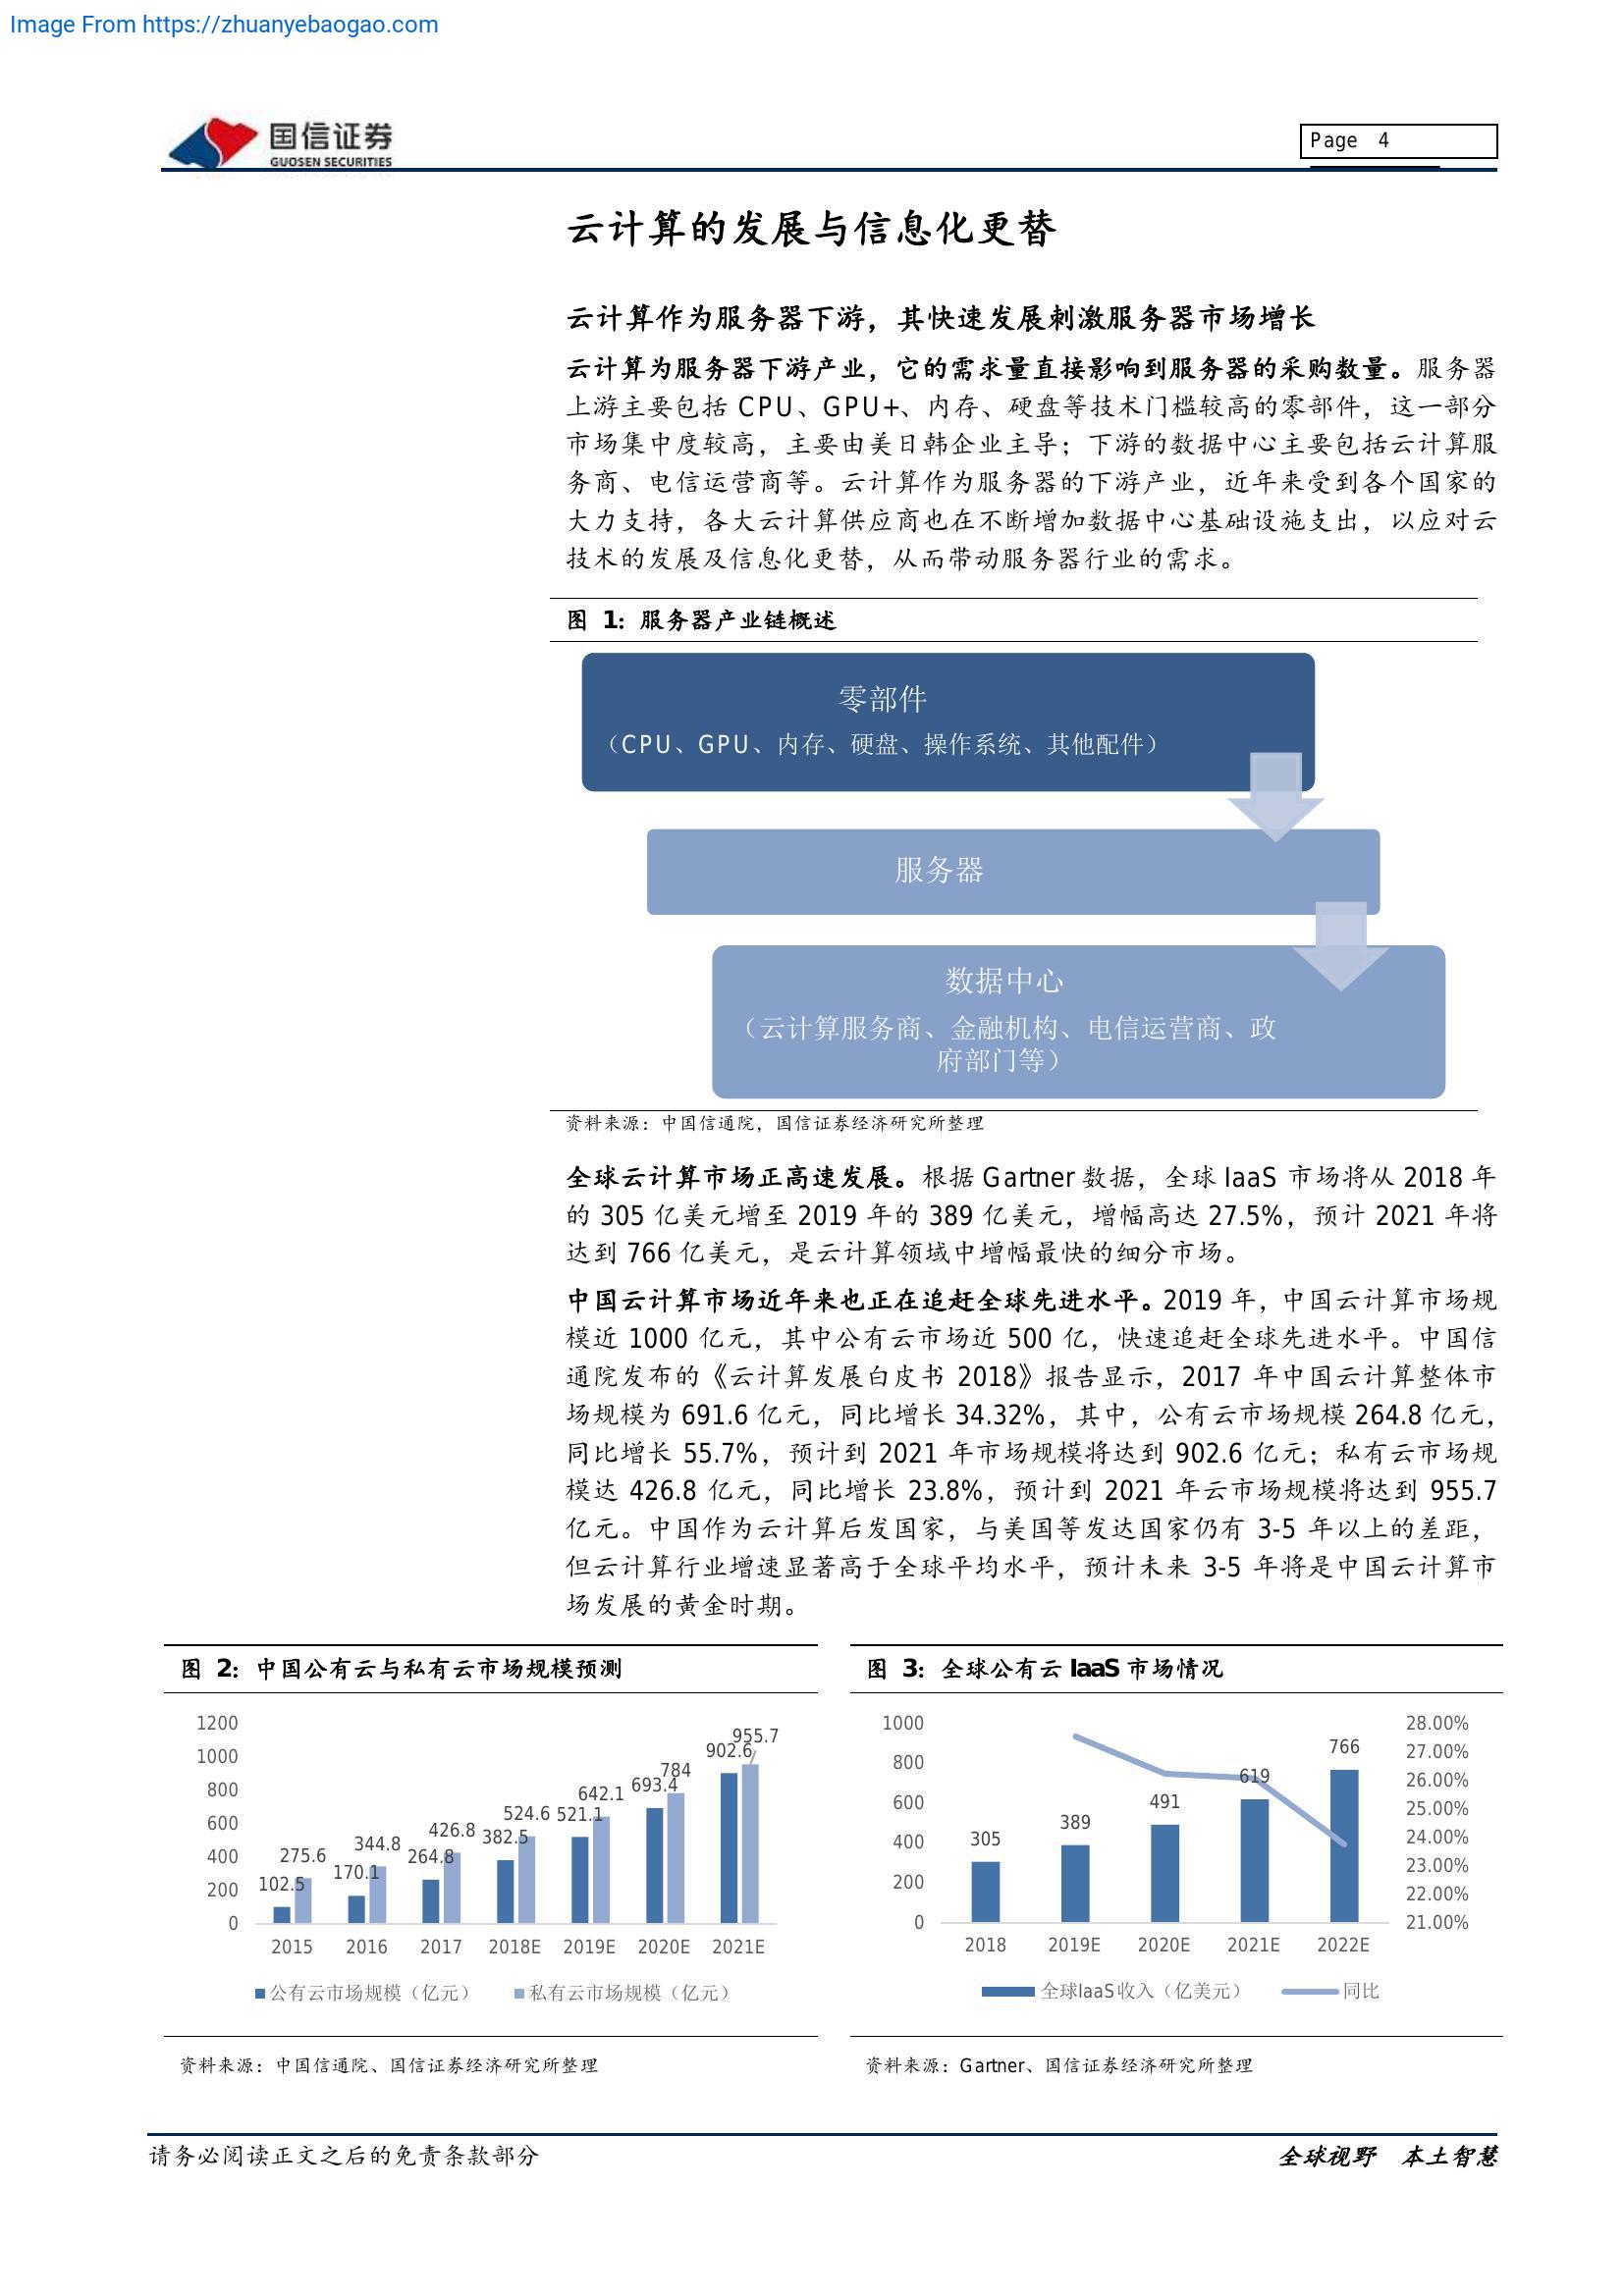 Image From https://zhuanyebaogao.com
国信证券
GUOSEN SECURITIES
Page 4
云计算的发展与信息化更替
云计算作为服务器下游，其快速发展刺激服务器市场增长
云计算为服务器下游产业，它的需求量直接影响到服务器的采购数量。服务器
上游主要包括 CPU、GPU+、内存、硬盘等技术门槛较高的零部件，这一部分
市场集中度较高，主要由美日韩企业主导；下游的数据中心主要包括云计算服
务商、电信运营商等。云计算作为服务器的下游产业，近年来受到各个国家的
大力支持，各大云计算供应商也在不断增加数据中心基础设施支出，以应对云
技术的发展及信息化更替，从而带动服务器行业的需求。
图 1：服务器产业链概述
零部件
（CPU、GPU、内存、硬盘、操作系统、其他配件）
服务器
数据中心
（云计算服务商、金融机构、电信运营商、政
府部门等）
资料来源：中国信通院，国信证券经济研究所整理
全球云计算市场正高速发展。根据 Gartner 数据，全球 IaaS 市场将从 2018 年
的 305 亿美元增至 2019 年的 389 亿美元，增幅高达 27.5%，预计 2021 年将
达到 766 亿美元，是云计算领域中增幅最快的细分市场。
中国云计算市场近年来也正在追赶全球先进水平。2019 年，中国云计算市场规
模近 1000 亿元，其中公有云市场近 500 亿，快速追赶全球先进水平。中国信
通院发布的《云计算发展白皮书 2018》报告显示，2017 年中国云计算整体市
场规模为 691.6 亿元，同比增长 34.32%，其中，公有云市场规模 264.8 亿元，
同比增长 55.7%，预计到 2021 年市场规模将达到 902.6 亿元；私有云市场规
模达 426.8 亿元，同比增长 23.8%，预计到 2021 年云市场规模将达到 955.7
亿元。中国作为云计算后发国家，与美国等发达国家仍有 3-5 年以上的差距，
但云计算行业增速显著高于全球平均水平，预计未来 3-5 年将是中国云计算市
场发展的黄金时期。
图 2：中国公有云与私有云市场规模预测
1200
1000
800
600
400
200
0
102.5
275.6
170.1
344.8
264.8
426.8
382.5
524.6
521.1
642.1
693.4
784
902.6
955.7
2015 2016 2017 2018E 2019E 2020E 2021E
公有云市场规模（亿元） 私有云市场规模（亿元）
资料来源：中国信通院、国信证券经济研究所整理
图 3：全球公有云 IaaS 市场情况
1000
800
600
400
200
0
305
389
491
619
766
28.00%
27.00%
26.00%
25.00%
24.00%
23.00%
22.00%
21.00%
2018 2019E 2020E 2021E 2022E
全球IaaS收入（亿美元） 同比
资料来源：Gartner、国信证券经济研究所整理
请务必阅读正文之后的免责条款部分
全球视野 本土智慧